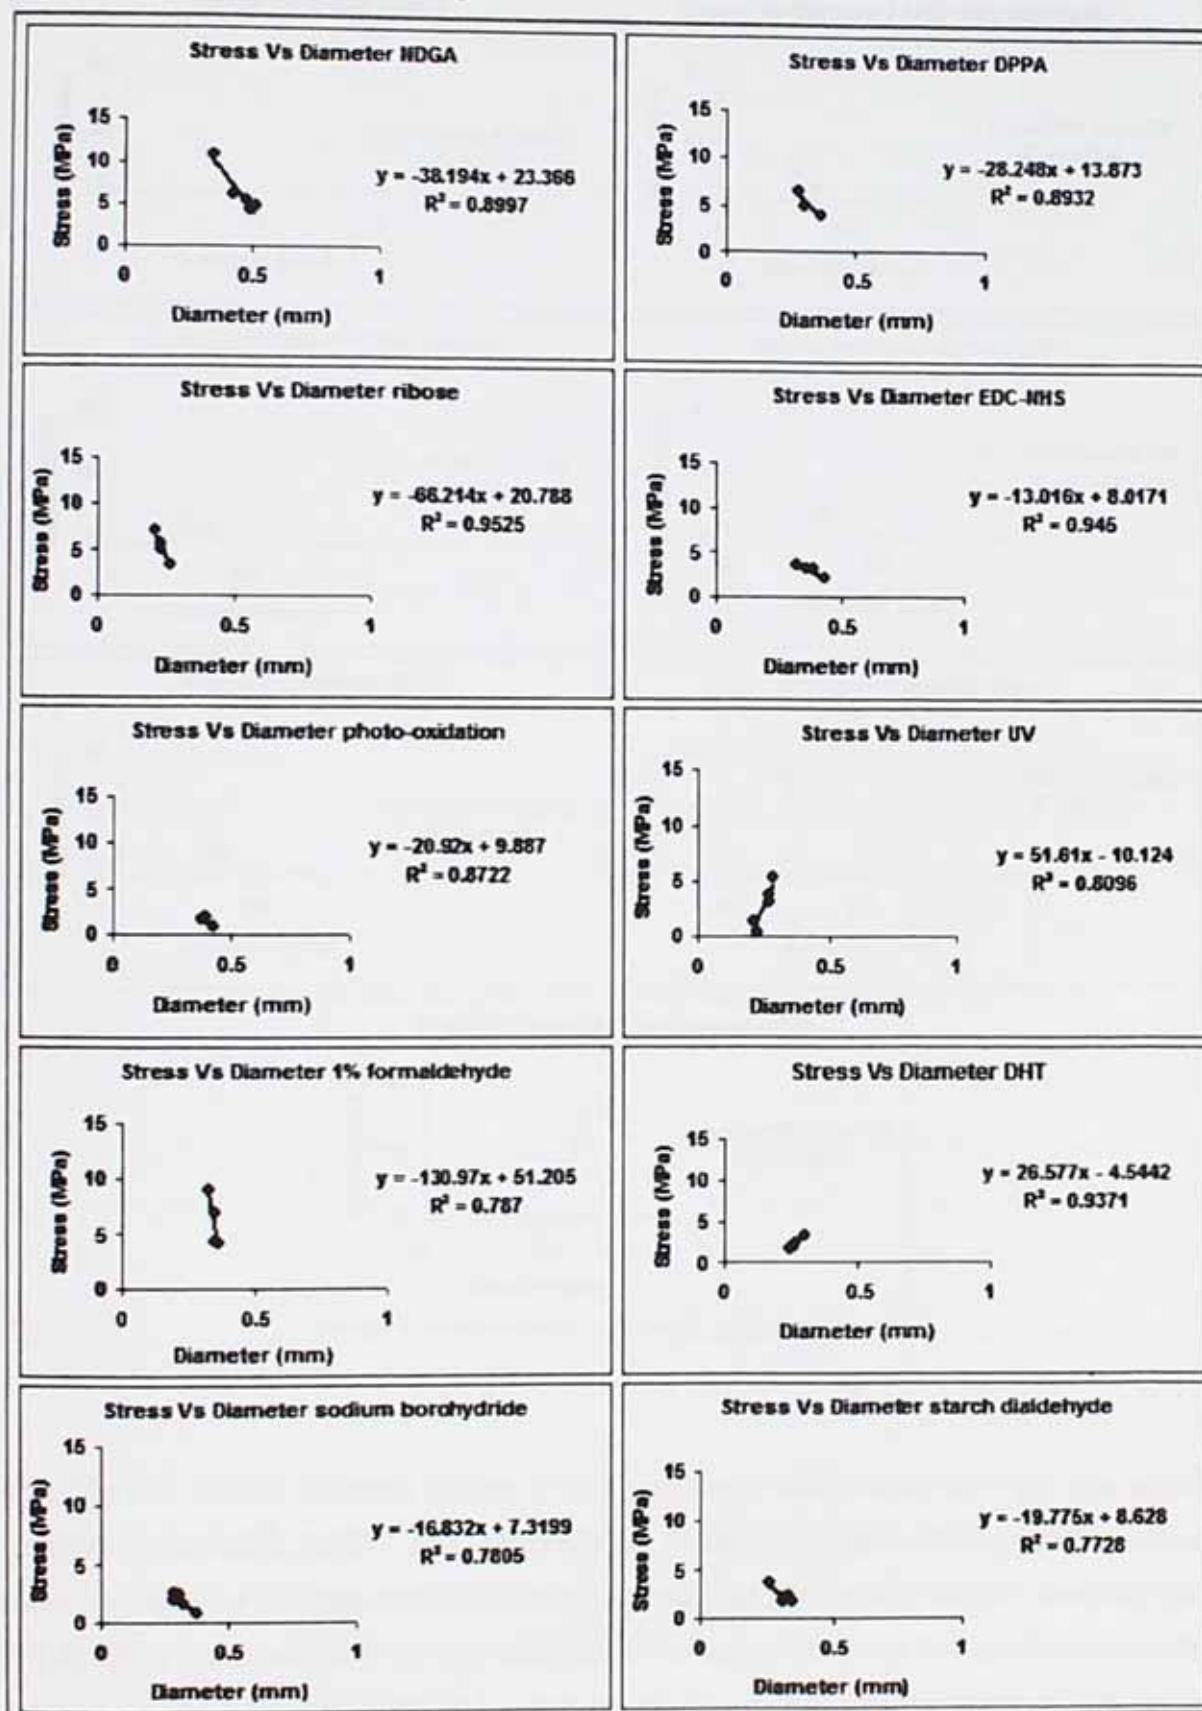 Stress Vs Diameter NDGA
Stress (MPa)
15
10
5
0
y = -38.194x + 23.366
R² = 0.8997
0 0.5 1
Diameter (mm)
Stress Vs Diameter DPPA
Stress (MPa)
15
10
5
0
y = -28.248x + 13.873
R² = 0.8932
0 0.5 1
Diameter (mm)
Stress Vs Diameter ribose
Stress (MPa)
15
10
5
0
y = -66.214x + 20.788
R² = 0.9525
0 0.5 1
Diameter (mm)
Stress Vs Diameter EDC-NHS
Stress (MPa)
15
10
5
0
y = -13.016x + 8.0171
R² = 0.945
0 0.5 1
Diameter (mm)
Stress Vs Diameter photo-oxidation
Stress (MPa)
15
10
5
0
y = -20.92x + 9.887
R² = 0.8722
0 0.5 1
Diameter (mm)
Stress Vs Diameter UV
Stress (MPa)
15
10
5
0
y = 51.61x - 10.124
R² = 0.8096
0 0.5 1
Diameter (mm)
Stress Vs Diameter 1% formaldehyde
Stress (MPa)
15
10
5
0
y = -130.97x + 51.205
R² = 0.787
0 0.5 1
Diameter (mm)
Stress Vs Diameter DHT
Stress (MPa)
15
10
5
0
y = 26.577x - 4.5442
R² = 0.9371
0 0.5 1
Diameter (mm)
Stress Vs Diameter sodium borohydride
Stress (MPa)
15
10
5
0
y = -16.832x + 7.3199
R² = 0.7805
0 0.5 1
Diameter (mm)
Stress Vs Diameter starch dialdehyde
Stress (MPa)
15
10
5
0
y = -19.775x + 8.628
R² = 0.7728
0 0.5 1
Diameter (mm)